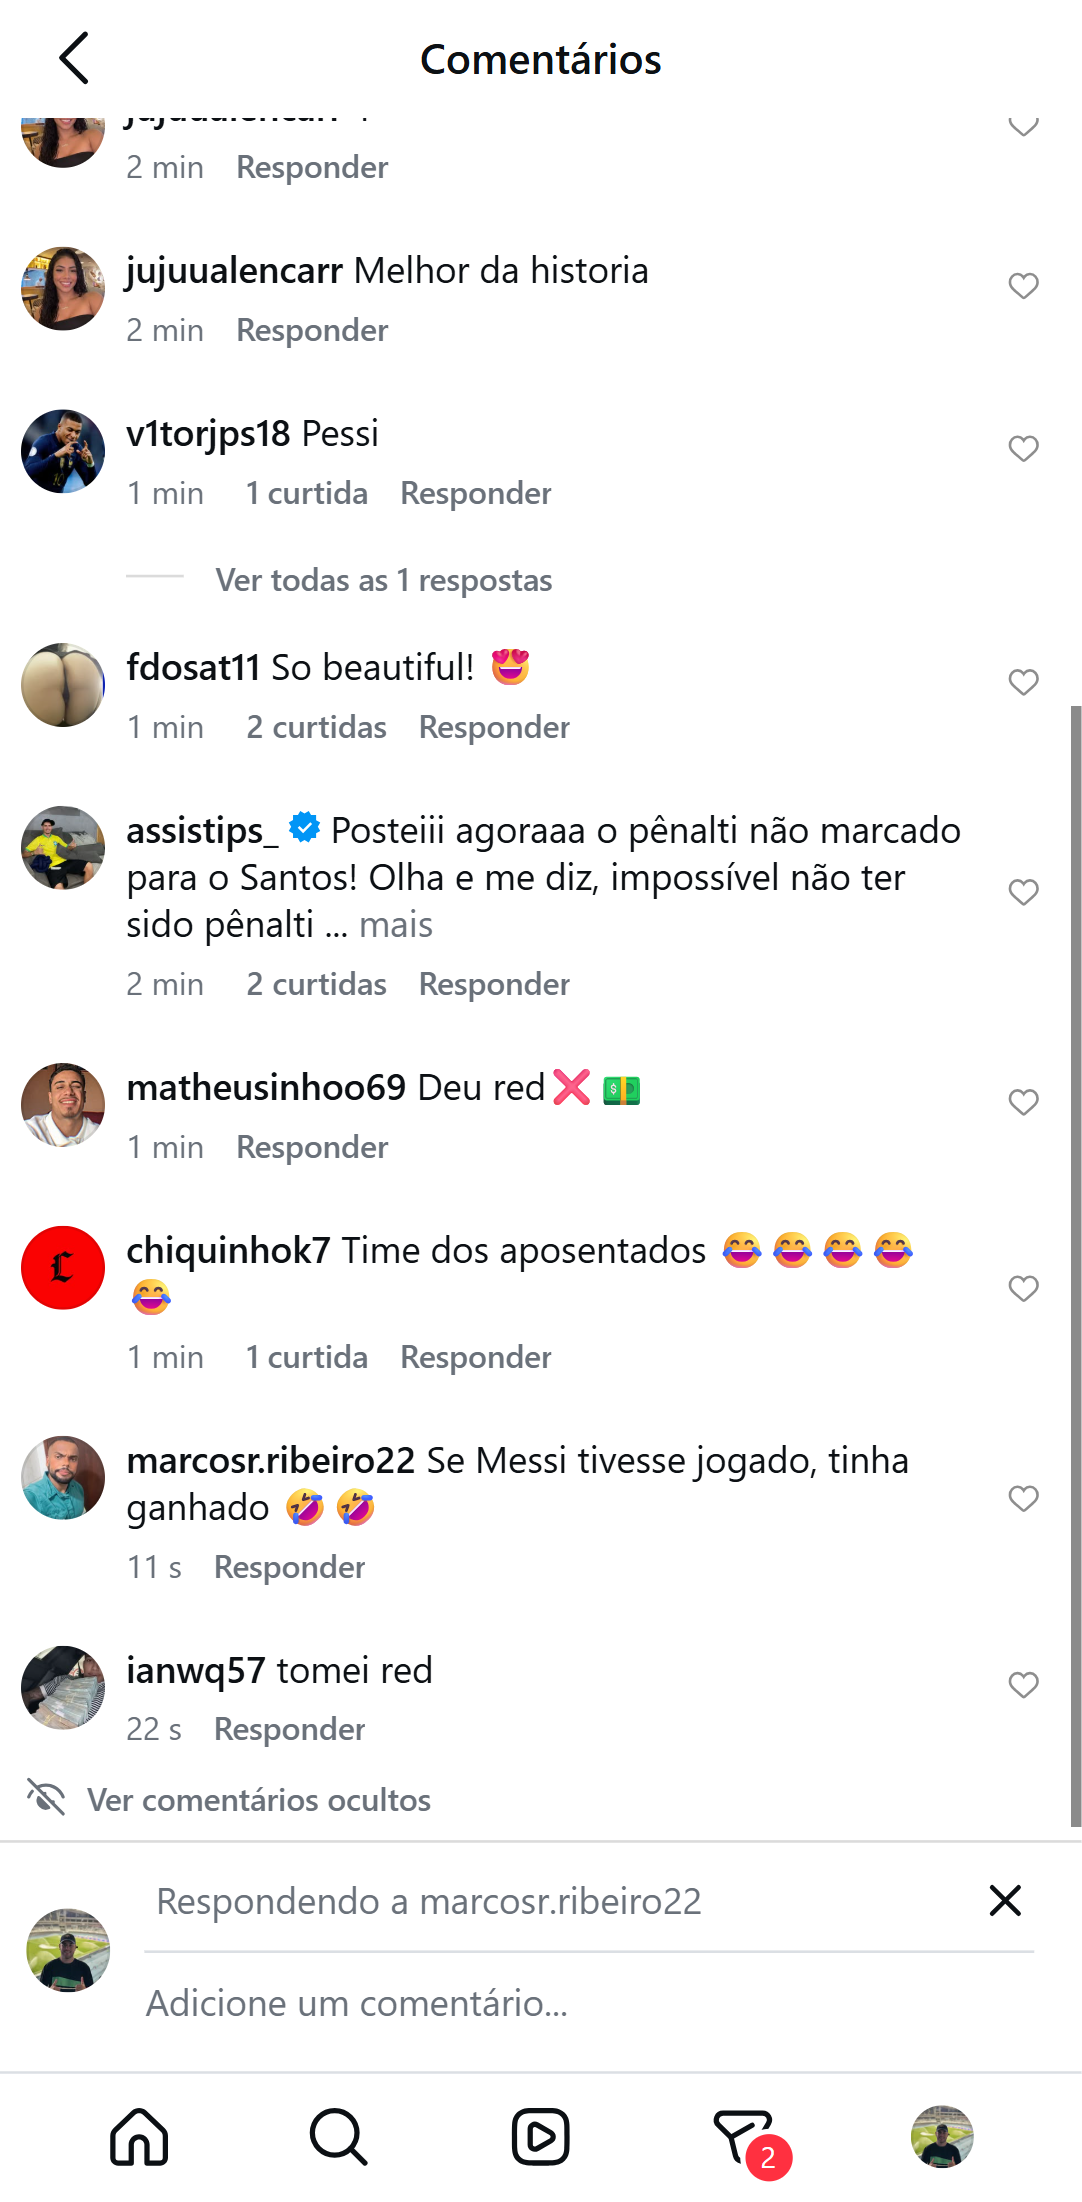 Comentários
2 min Responder
jujuualencarr Melhor da historia
2 min Responder
v1torjps18 Pessi
1 min 1 curtida Responder
Ver todas as 1 respostas
fdosat11 So beautiful! 😍
1 min 2 curtidas Responder
assistips_ Posteiii agoraaa o pênalti não marcado
para o Santos! Olha e me diz, impossível não ter
sido pênalti ... mais
2 min 2 curtidas Responder
matheusinhoo69 Deu red❌💵
1 min Responder
chiquinhok7 Time dos aposentados 😂😂😂😂
😂
1 min 1 curtida Responder
marcosr.ribeiro22 Se Messi tivesse jogado, tinha
ganhado 🤣🤣
11 s Responder
ianwq57 tomei red
22 s Responder
Ver comentários ocultos
Respondendo a marcosr.ribeiro22
Adicione um comentário...
2